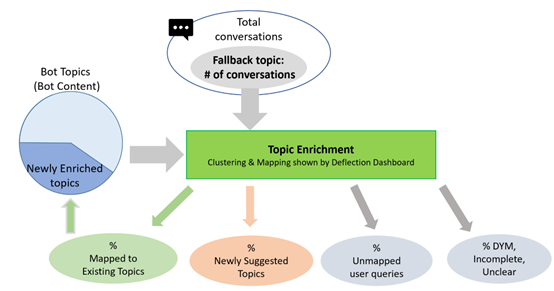 Total
conversations
Fallback topic:
# of conversations
Bot Topics
(Bot Content)
Newly Enriched
topics
Topic Enrichment
Clustering & Mapping shown by Deflection Dashboard
%
Mapped to
Existing Topics
%
Newly Suggested
Topics
%
Unmapped
user queries
% DYM,
Incomplete,
Unclear